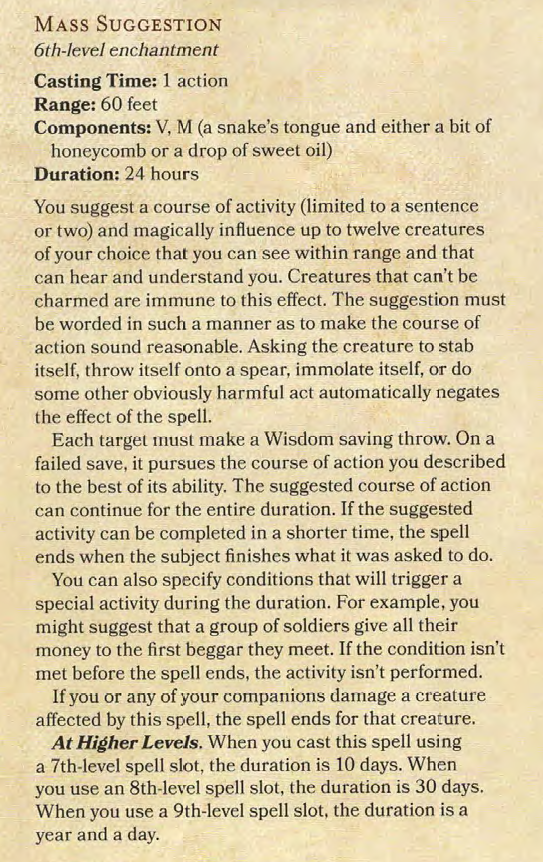 MASS SUGGESTION
6th-level enchantment
Casting Time: 1 action
Range: 60 feet
Components: V, M (a snake's tongue and either a bit of
honeycomb or a drop of sweet oil)
Duration: 24 hours
You suggest a course of activity (limited to a sentence
or two) and magically influence up to twelve creatures
of your choice that you can see within range and that
can hear and understand you. Creatures that can't be
charmed are immune to this effect. The suggestion must
be worded in such a manner as to make the course of
action sound reasonable. Asking the creature to stab
itself, throw itself onto a spear, immolate itself, or do
some other obviously harmful act automatically negates
the effect of the spell.
Each target must make a Wisdom saving throw. On a
failed save, it pursues the course of action you described
to the best of its ability. The suggested course of action
can continue for the entire duration. If the suggested
activity can be completed in a shorter time, the spell
ends when the subject finishes what it was asked to do.
You can also specify conditions that will trigger a
special activity during the duration. For example, you
might suggest that a group of soldiers give all their
money to the first beggar they meet. If the condition isn't
met before the spell ends, the activity isn't performed.
If you or any of your companions damage a creature
affected by this spell, the spell ends for that creature.
At Higher Levels. When you cast this spell using
a 7th-level spell slot, the duration is 10 days. When
you use an 8th-level spell slot, the duration is 30 days.
When you use a 9th-level spell slot, the duration is a
year and a day.